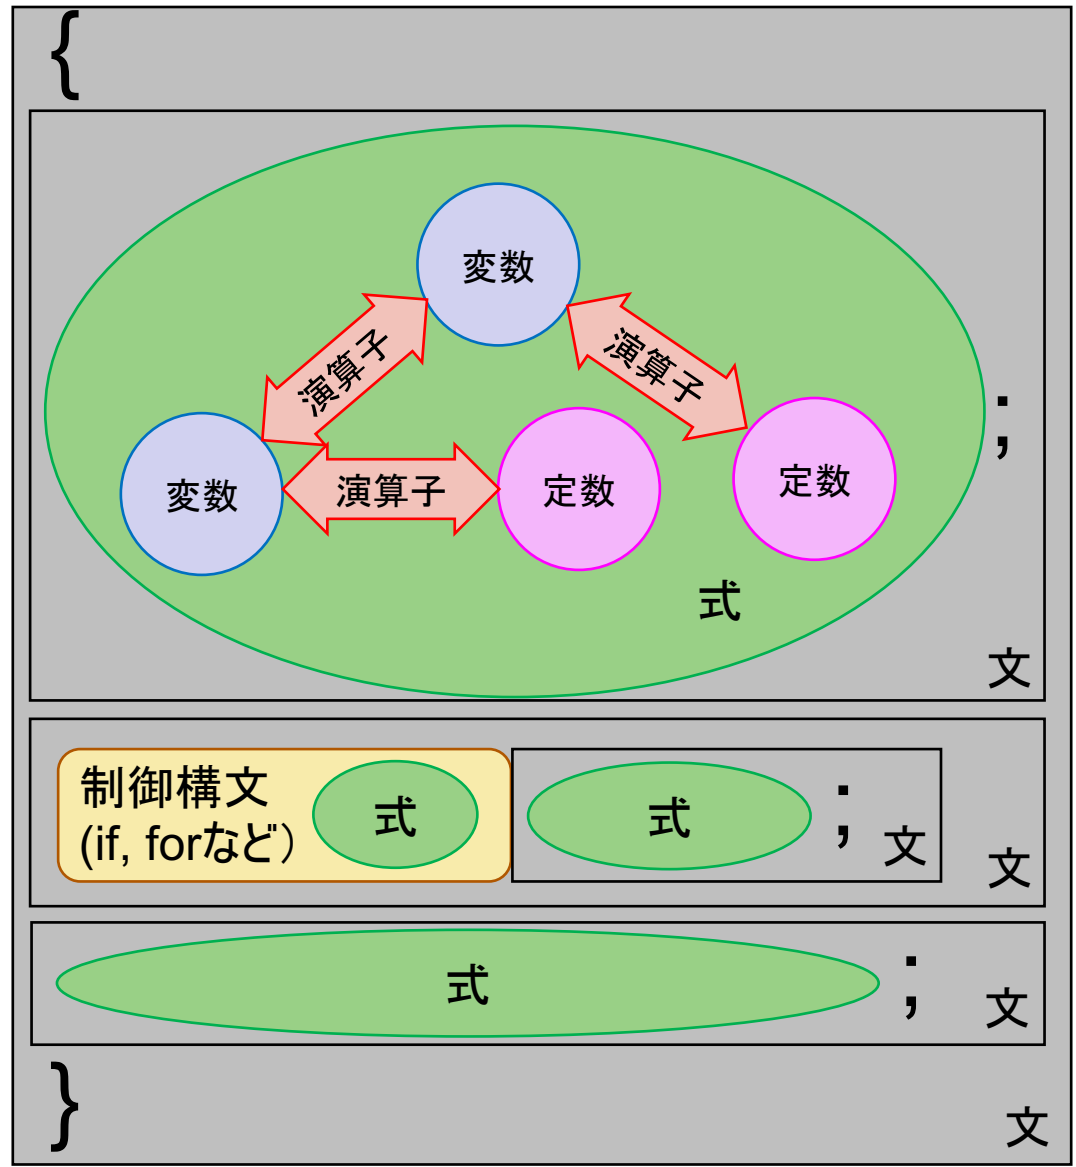 {
変数
演算子
演算子
変数
演算子
定数
定数
;
式
文
制御構文
(if, forなど)
式
式
;
文
文
式
;
文
}
文